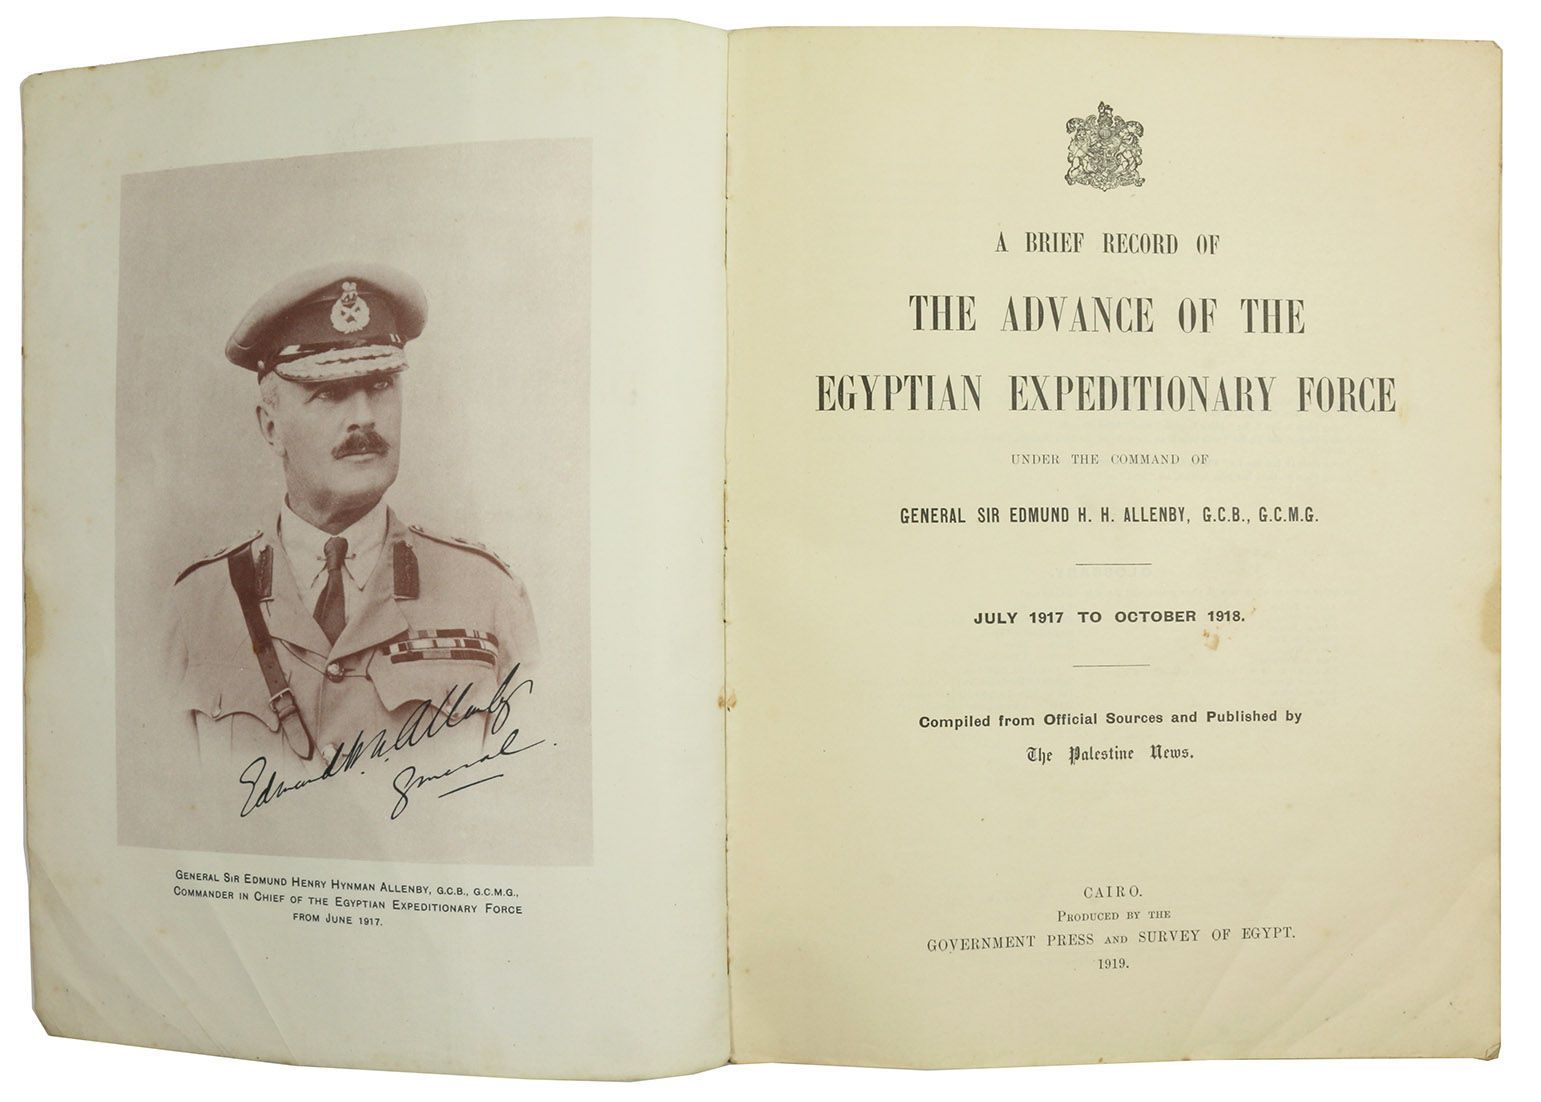 Edmund H. H. Allenby
General
GENERAL SIR EDMUND HENRY HYNMAN ALLENBY, G.C.B., G.C.M.G.,
COMMANDER IN CHIEF OF THE EGYPTIAN EXPEDITIONARY FORCE
FROM JUNE 1917.
A BRIEF RECORD OF
THE ADVANCE OF THE
EGYPTIAN EXPEDITIONARY FORCE
UNDER THE COMMAND OF
GENERAL SIR EDMUND H. H. ALLENBY, G.C.B., G.C.M.G.
JULY 1917 TO OCTOBER 1918.
Compiled from Official Sources and Published by
The Palestine News.
CAIRO.
PRODUCED BY THE
GOVERNMENT PRESS AND SURVEY OF EGYPT.
1919.